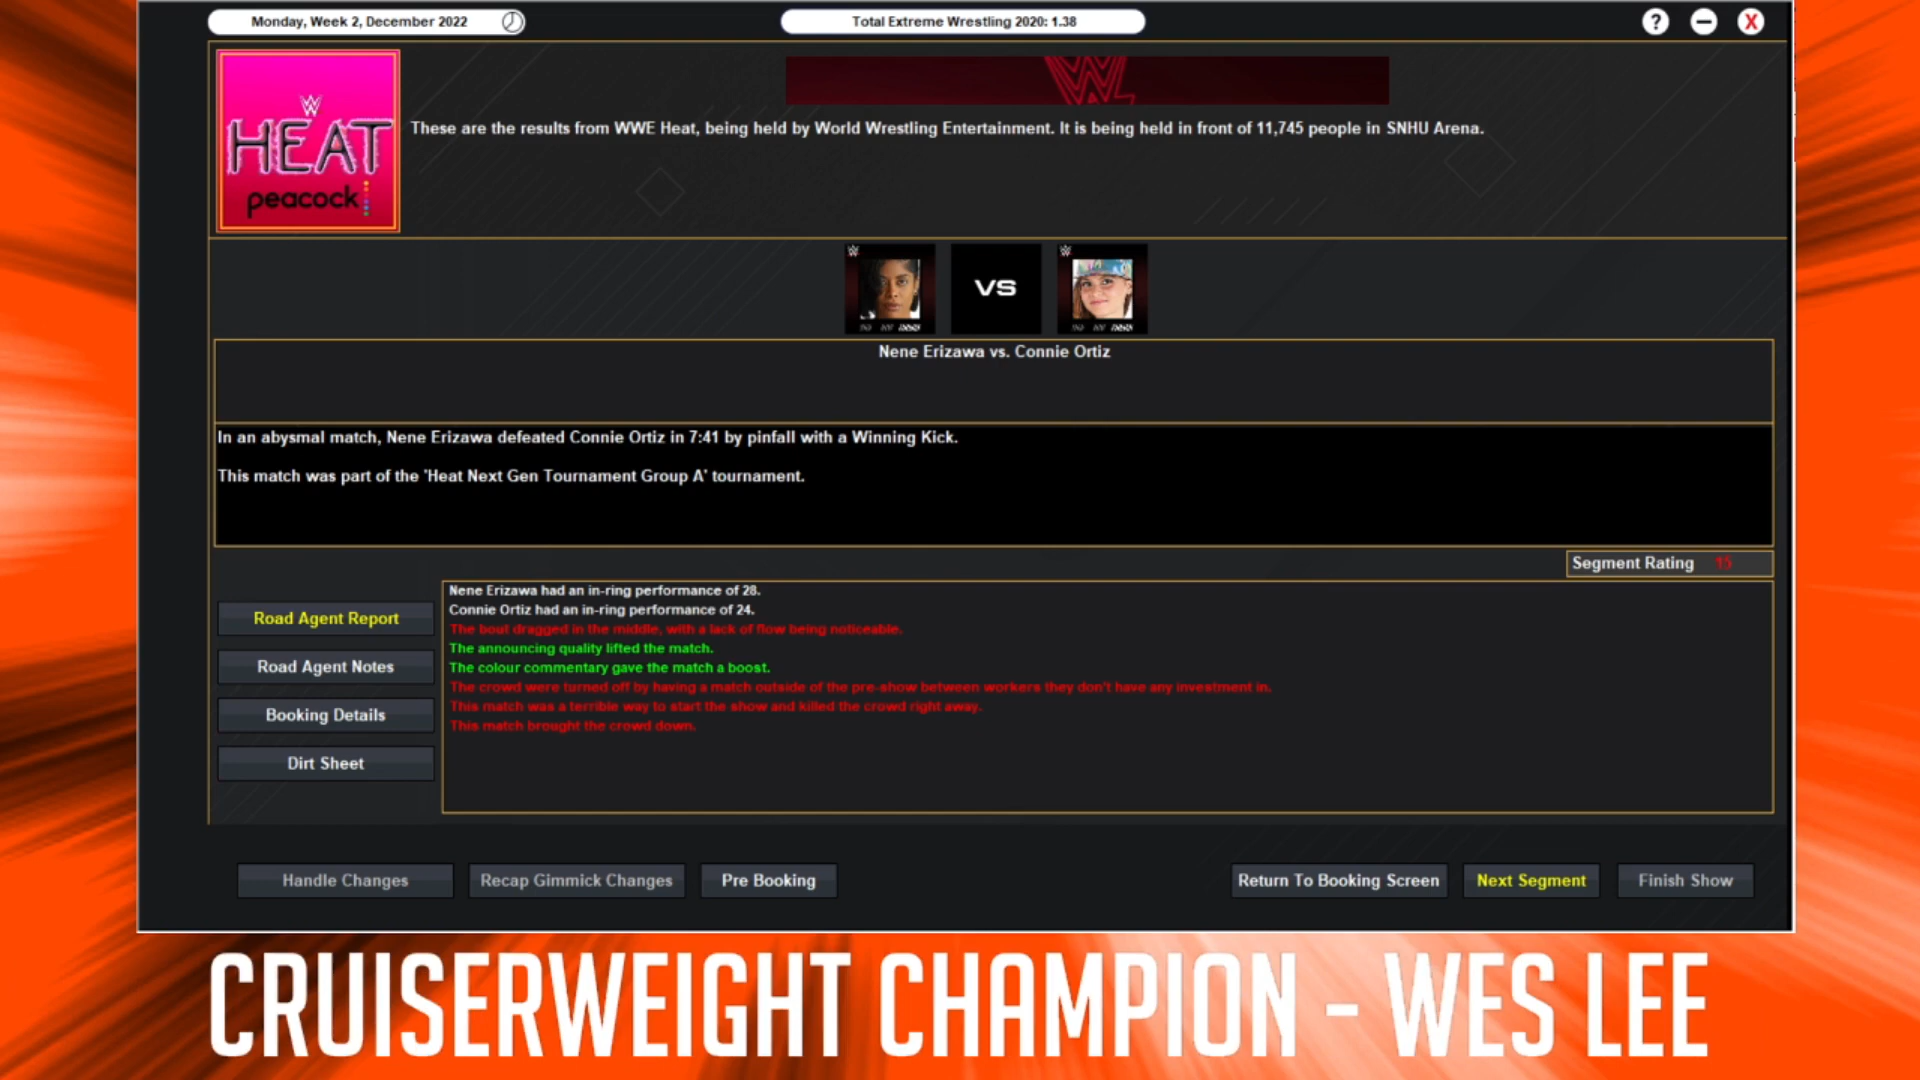 Monday, Week 2, December 2022
Total Extreme Wrestling 2020: 1.38
?
X
HEAT
peacock
These are the results from WWE Heat, being held by World Wrestling Entertainment. It is being held in front of 11,745 people in SNHU Arena.
VS
Nene Erizawa vs. Connie Ortiz
In an abysmal match, Nene Erizawa defeated Connie Ortiz in 7:41 by pinfall with a Winning Kick.
This match was part of the 'Heat Next Gen Tournament Group A' tournament.
Segment Rating 15
Road Agent Report
Road Agent Notes
Booking Details
Dirt Sheet
Nene Erizawa had an in-ring performance of 28.
Connie Ortiz had an in-ring performance of 24.
The bout dragged in the middle, with a lack of flow being noticeable.
The announcing quality lifted the match.
The colour commentary gave the match a boost.
The crowd were turned off by having a match outside of the pre-show between workers they don't have any investment in.
This match was a terrible way to start the show and killed the crowd right away.
This match brought the crowd down.
Handle Changes
Recap Gimmick Changes
Pre Booking
Return To Booking Screen
Next Segment
Finish Show
CRUISERWEIGHT CHAMPION - WES LEE